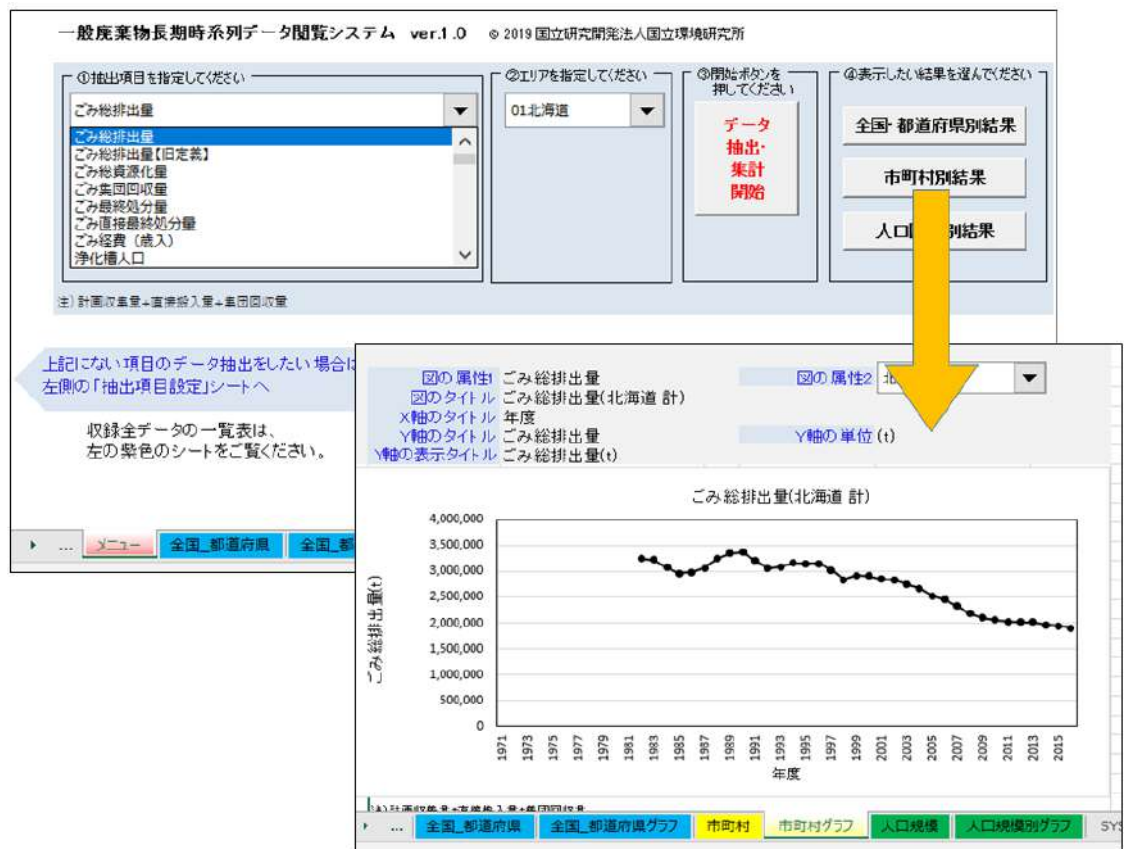 一般廃棄物長期時系列データ閲覧システム ver.1.0 © 2019 国立研究開発法人国立環境研究所
①抽出項目を指定してください
ごみ総排出量
ごみ総排出量
ごみ総排出量【旧定義】
ごみ総資源化量
ごみ集団回収量
ごみ最終処分量
ごみ直接最終処分量
ごみ経費（歳入）
浄化槽人口
②エリアを指定してください
01北海道
③開始ボタンを
押してください
データ
抽出・
集計
開始
④表示したい結果を選んでください
全国・都道府県別結果
市町村別結果
人口 別結果
注）計画収集量+直接搬入量+集団回収量
上記にない項目のデータ抽出をしたい場合は
左側の「抽出項目設定」シートへ
収録全データの一覧表は、
左の紫色のシートをご覧ください。
... メニュー 全国_都道府県 全国_都
図の属性1 ごみ総排出量 図の属性2
図のタイトル ごみ総排出量(北海道 計)
X軸のタイトル 年度
Y軸のタイトル ごみ総排出量 Y軸の単位 (t)
Y軸の表示タイトル ごみ総排出量(t)
ごみ総排出量(北海道 計)
ごみ総排出量(t)
4,000,000
3,500,000
3,000,000
2,500,000
2,000,000
1,500,000
1,000,000
500,000
0
1971 1973 1975 1977 1979 1981 1983 1985 1987 1989 1991 1993 1995 1997 1999 2001 2003 2005 2007 2009 2011 2013 2015
年度
... 全国_都道府県 全国_都道府県グラフ 市町村 市町村グラフ 人口規模 人口規模別グラフ SYS